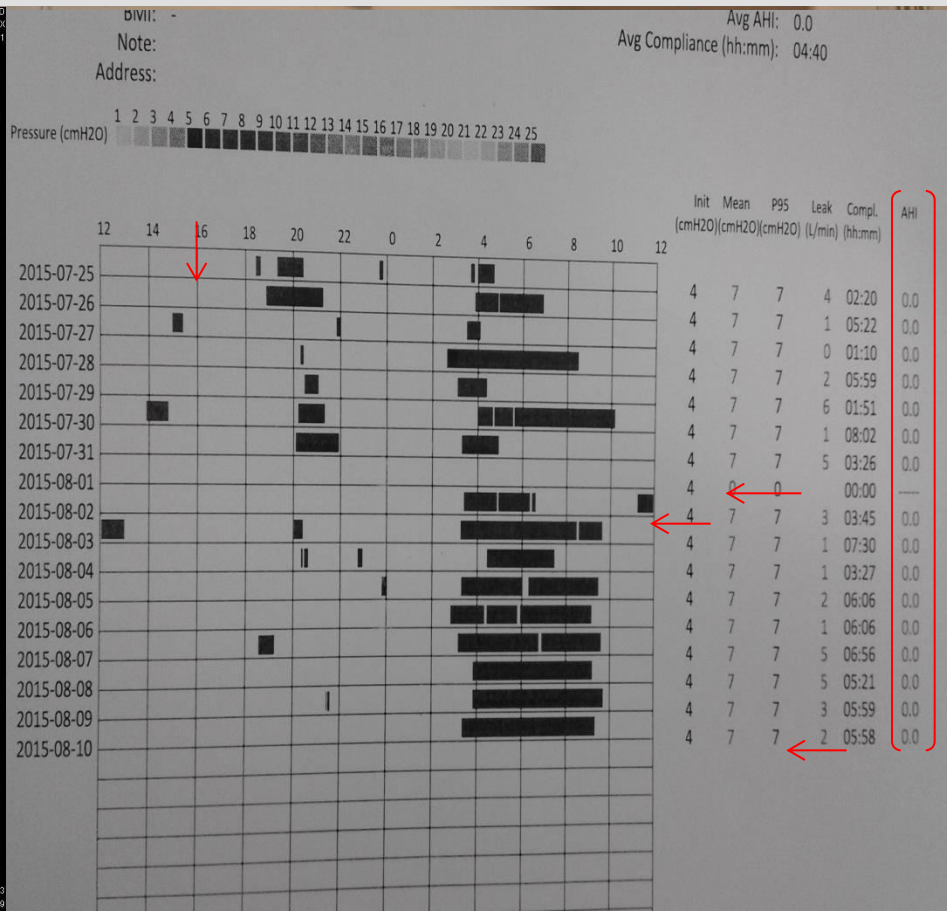 BMI: -
Note:
Address:
Avg AHI: 0.0
Avg Compliance (hh:mm): 04:40
1 2 3 4 5 6 7 8 9 10 11 12 13 14 15 16 17 18 19 20 21 22 23 24 25
Pressure (cmH2O)
Init Mean P95 Leak Compl. AHI
(cmH2O) (cmH2O) (cmH2O) (L/min) (hh:mm)
12 14 16 18 20 22 0 2 4 6 8 10 12
2015-07-25 4 7 7 4 02:20 0.0
2015-07-26 4 7 7 1 05:22 0.0
2015-07-27 4 7 7 0 01:10 0.0
2015-07-28 4 7 7 2 05:59 0.0
2015-07-29 4 7 7 6 01:51 0.0
2015-07-30 4 7 7 1 08:02 0.0
2015-07-31 4 7 7 5 03:26 0.0
2015-08-01 4 0 0 00:00 -----
2015-08-02 4 7 7 3 03:45 0.0
2015-08-03 4 7 7 1 07:30 0.0
2015-08-04 4 7 7 1 03:27 0.0
2015-08-05 4 7 7 2 06:06 0.0
2015-08-06 4 7 7 1 06:06 0.0
2015-08-07 4 7 7 5 06:56 0.0
2015-08-08 4 7 7 5 05:21 0.0
2015-08-09 4 7 7 3 05:59 0.0
2015-08-10 4 7 7 2 05:58 0.0